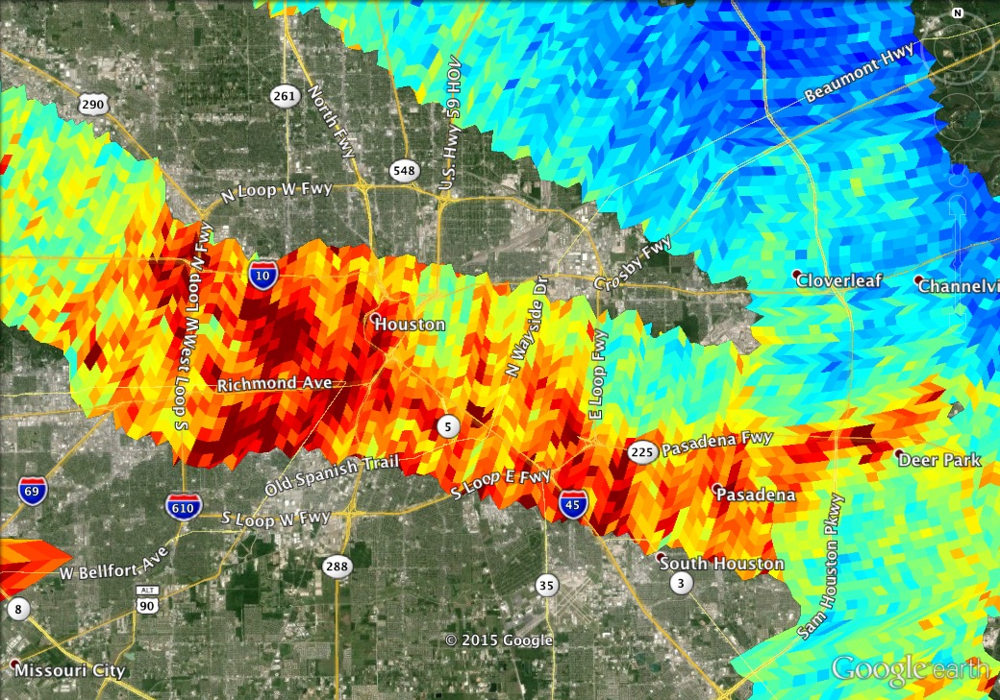 N
Beaumont Hwy
290
261
North Fwy
U.S. Hwy 59 HOV
548
N Loop W Fwy
W Loop N Fwy
10
Crosby Fwy
Cloverleaf
Channelvi
Houston
N Wayside Dr
E Loop Fwy
S West Loop
Richmond Ave
5
225
Pasadena Fwy
Deer Park
Old Spanish Trail
S Loop E Fwy
69
610
45
Pasadena
S Loop W Fwy
Sam Houston Pkwy
W Bellfort Ave
288
South Houston
35
3
8
ALT
90
© 2015 Google
Missouri City
Google earth